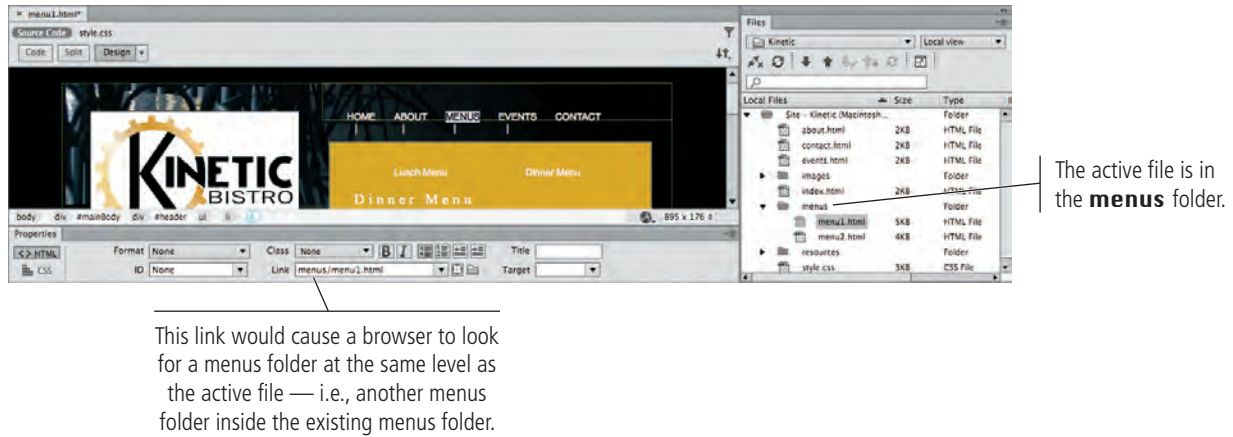 menu1.html*
Source Code style.css
Code Split Design
HOME ABOUT MENUS EVENTS CONTACT
KINETIC
BISTRO
Lunch Menu Dinner Menu
Dinner Menu
body div #mainBody div #header ul li
895 x 176
Properties
<> HTML
Format None
Class None
B I
Title
CSS
ID None
Link menus/menu1.html
Target
Files
Kinetic
Local view
Local Files Size Type
Site - Kinetic (Macintosh... Folder
about.html 2KB HTML File
contact.html 2KB HTML File
events.html 2KB HTML File
images Folder
index.html 2KB HTML File
menus Folder
menu1.html 5KB HTML File
menu2.html 4KB HTML File
resources Folder
style.css 3KB CSS File
The active file is in
the menus folder.
This link would cause a browser to look
for a menus folder at the same level as
the active file — i.e., another menus
folder inside the existing menus folder.